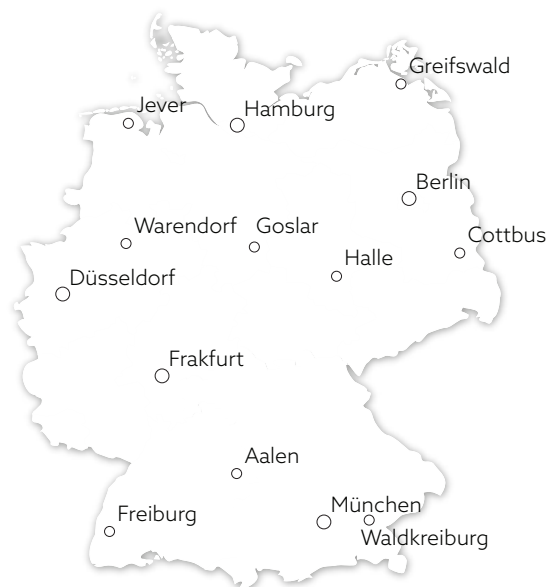 Greifswald
Jever
Hamburg
Berlin
Warendorf
Goslar
Cottbus
Halle
Düsseldorf
Frakfurt
Aalen
München
Freiburg
Waldkreiburg